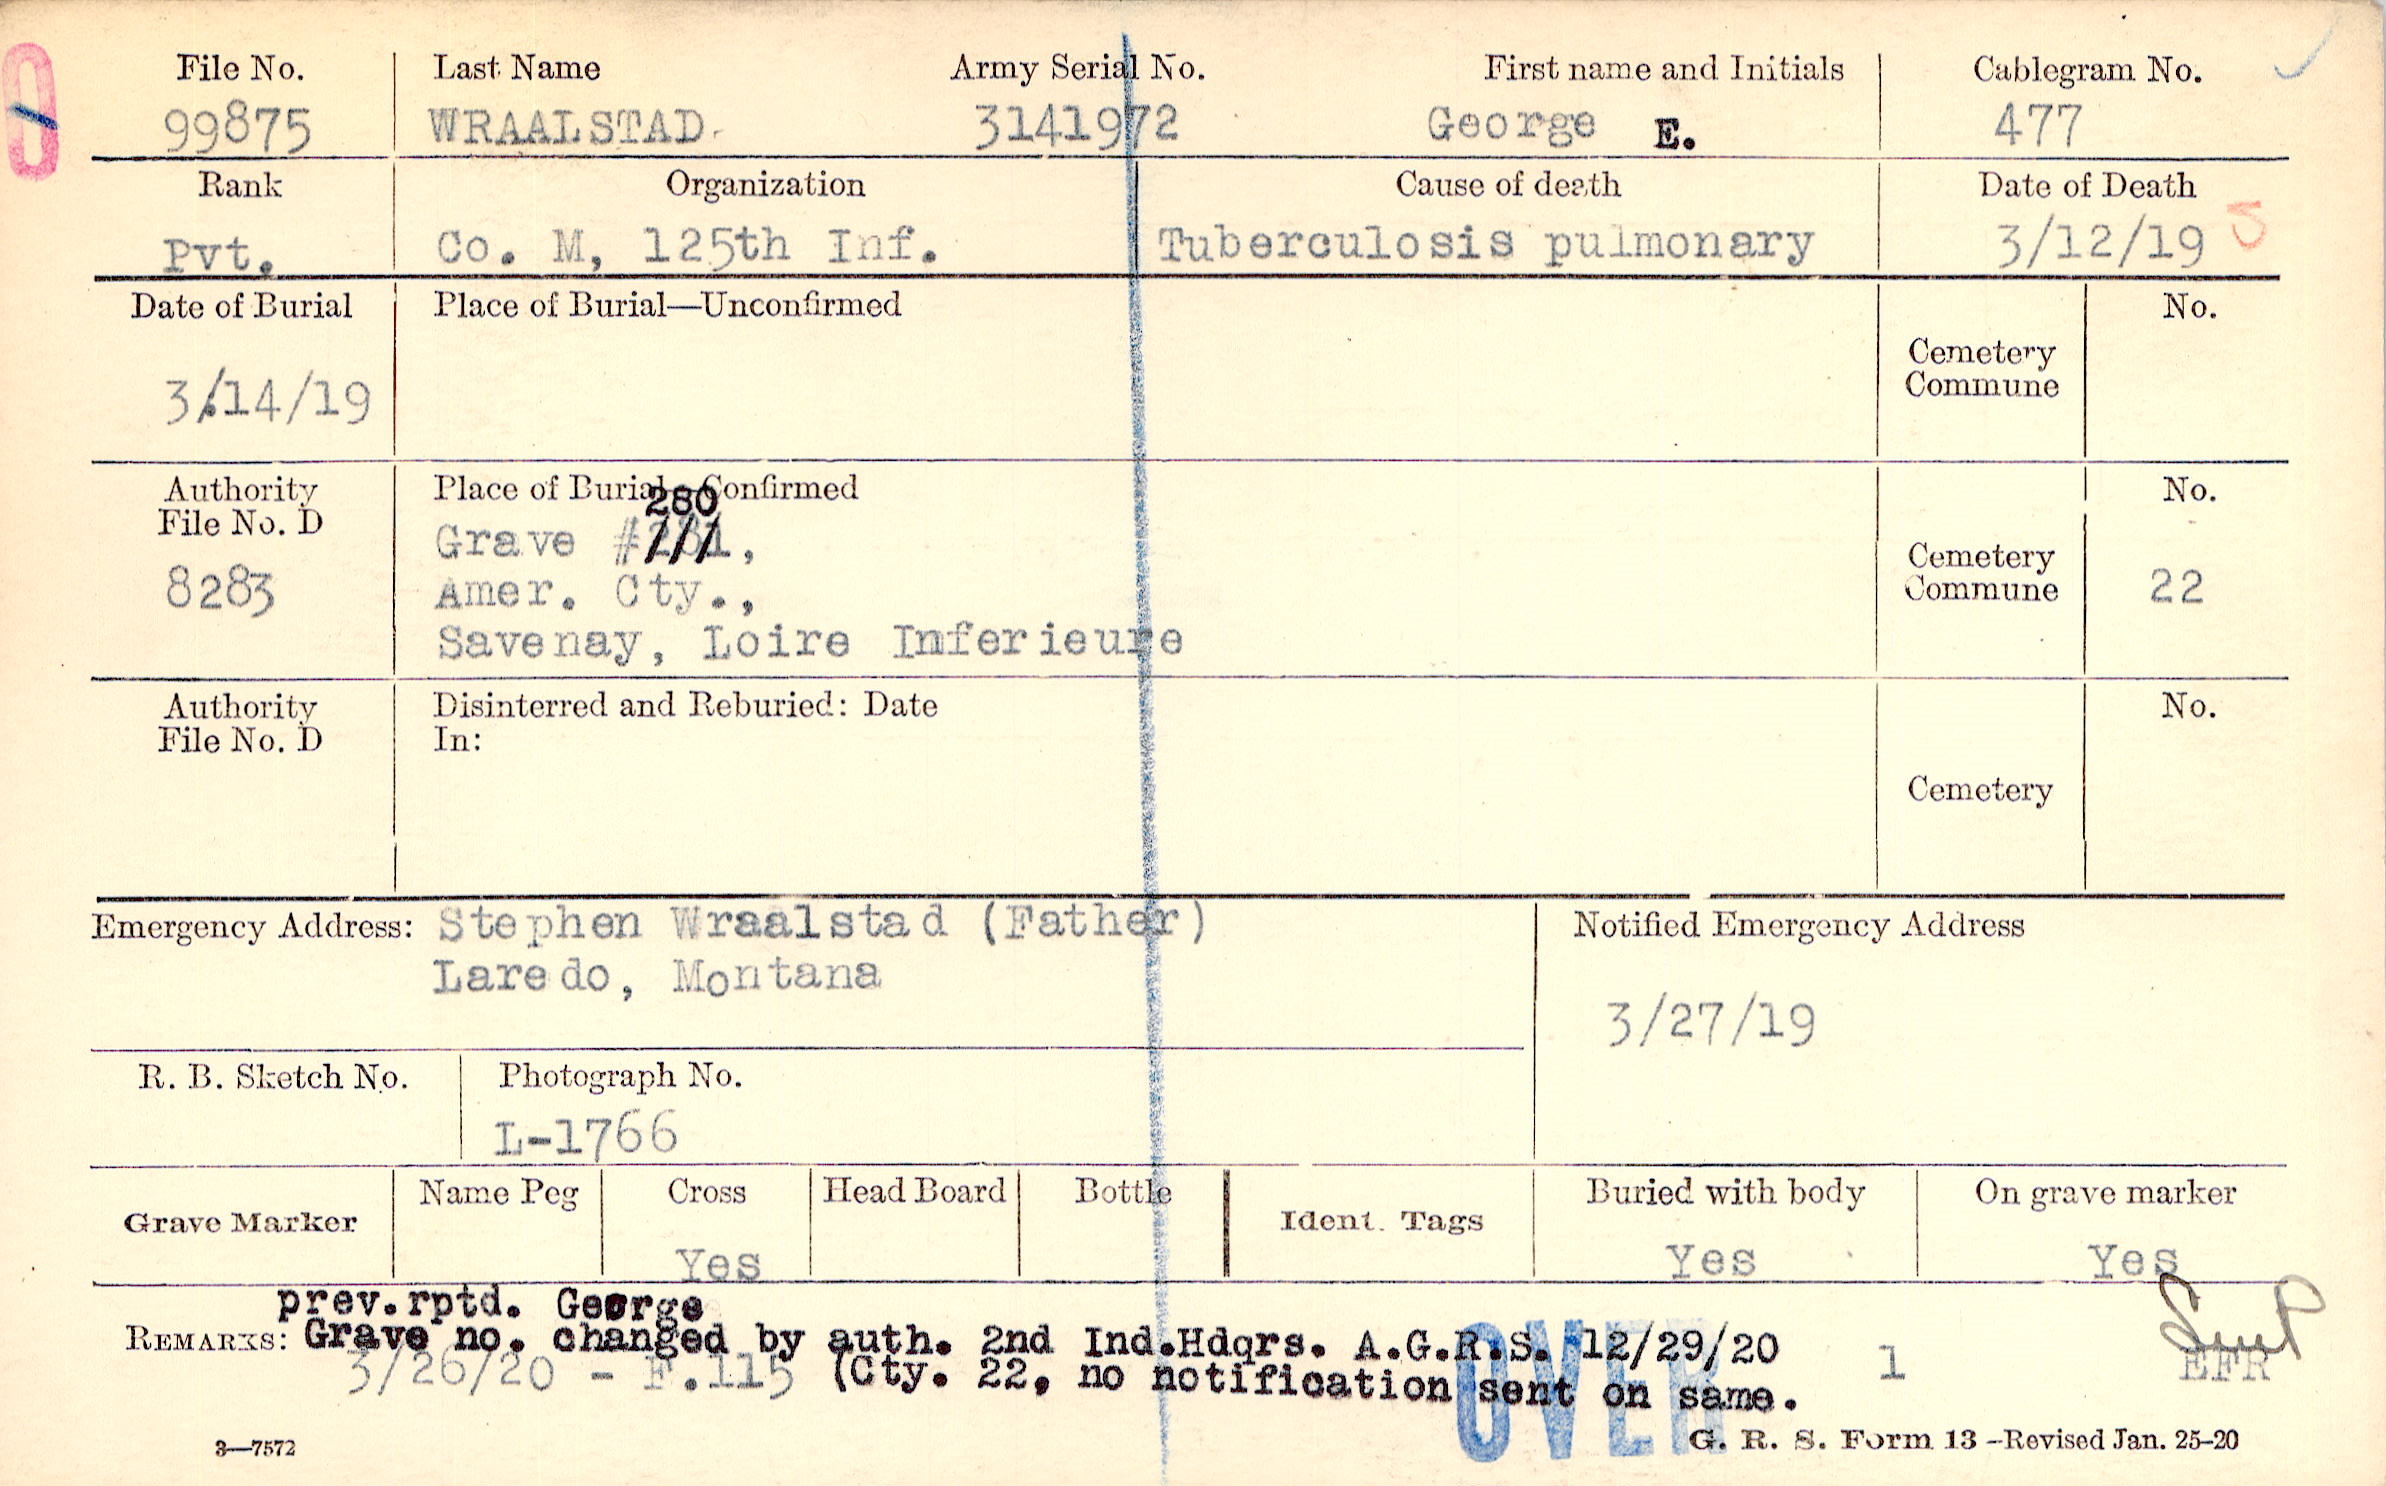 File No. Last Name Army Serial No. First name and Initials Cablegram No.
99875 WRAALSTAD. 3141972 George E. 477
Rank Organization Cause of death Date of Death
Pvt. Co. M, 125th Inf. Tuberculosis pulmonary 3/12/19 S
Date of Burial Place of Burial—Unconfirmed No.
Cemetery
Commune
3/14/19
Authority Place of Burial—Confirmed No.
File No. D
280
Grave #281,
Cemetery
Commune
8283 Amer. Cty., 22
Savenay, Loire Inferieure
Authority Disinterred and Reburied: Date No.
File No. D In:
Cemetery
Emergency Address: Stephen Wraalstad (Father) Notified Emergency Address
Laredo, Montana
3/27/19
R. B. Sketch No. Photograph No.
L-1766
Name Peg Cross Head Board Bottle Buried with body On grave marker
Grave Marker Ident. Tags
Yes Yes Yes
prev.rptd. George
REMARKS: Grave no. changed by auth. 2nd Ind.Hdqrs. A.G.R.S. 12/29/20
3/26/20 - F.115 (Cty. 22, no notification sent on same. 1 EFR
OVER
3—7572 G. R. S. Form 13 -Revised Jan. 25-20